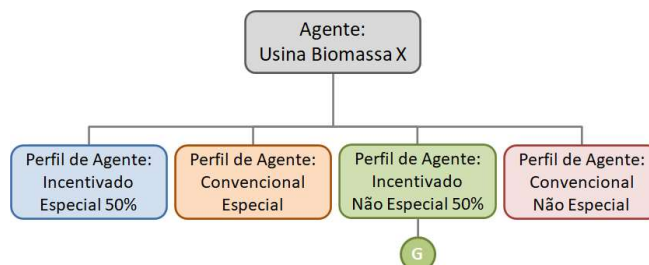 Agente:
Usina Biomassa X
Perfil de Agente:
Incentivado
Especial 50%
Perfil de Agente:
Convencional
Especial
Perfil de Agente:
Incentivado
Não Especial 50%
Perfil de Agente:
Convencional
Não Especial
G